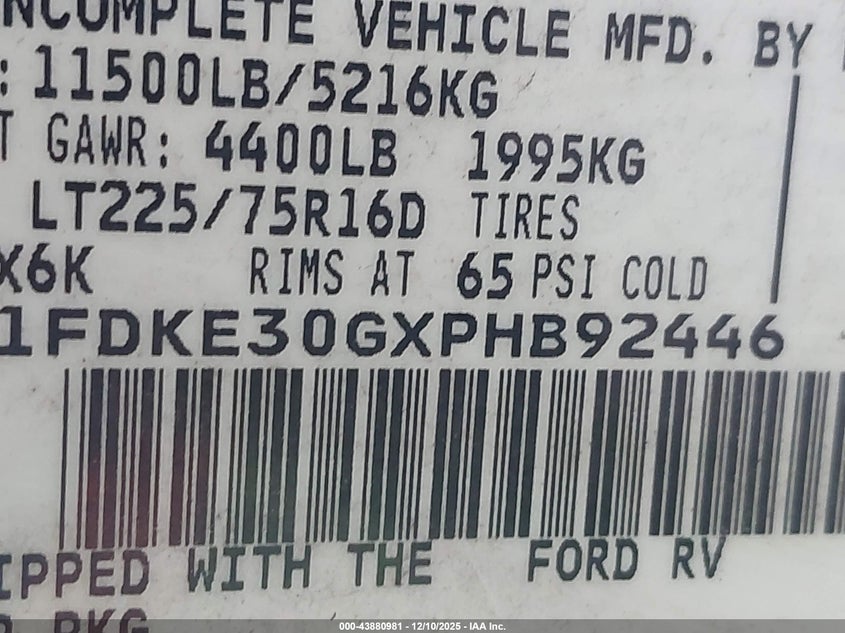 INCOMPLETE VEHICLE MFD. BY
: 11500LB/5216KG
T GAWR: 4400LB 1995KG
LT225/75R16D TIRES
X6K RIMS AT 65 PSI COLD
1FDKE30GXPHB92446
IPPED WITH THE FORD RV
PKG
000-43880981 - 12/10/2025 - IAA Inc.